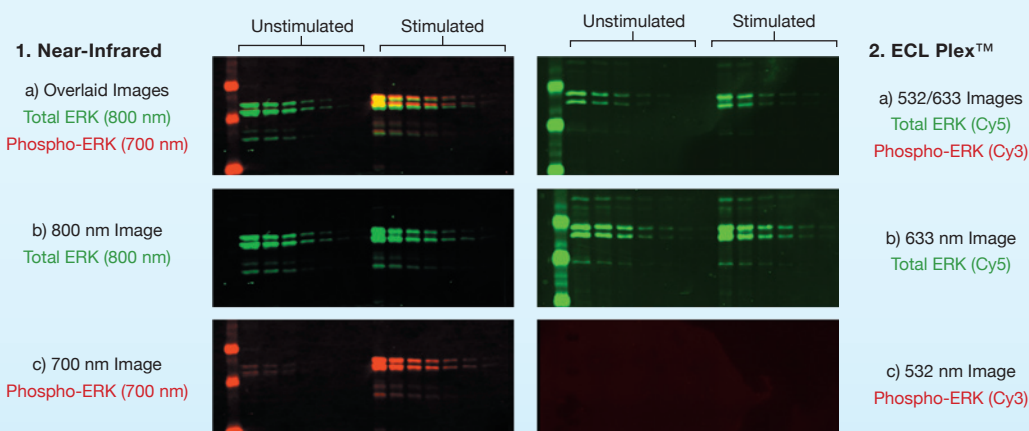 1. Near-Infrared
Unstimulated
Stimulated
a) Overlaid Images
Total ERK (800 nm)
Phospho-ERK (700 nm)
b) 800 nm Image
Total ERK (800 nm)
c) 700 nm Image
Phospho-ERK (700 nm)
Unstimulated
Stimulated
2. ECL Plex™
a) 532/633 Images
Total ERK (Cy5)
Phospho-ERK (Cy3)
b) 633 nm Image
Total ERK (Cy5)
c) 532 nm Image
Phospho-ERK (Cy3)